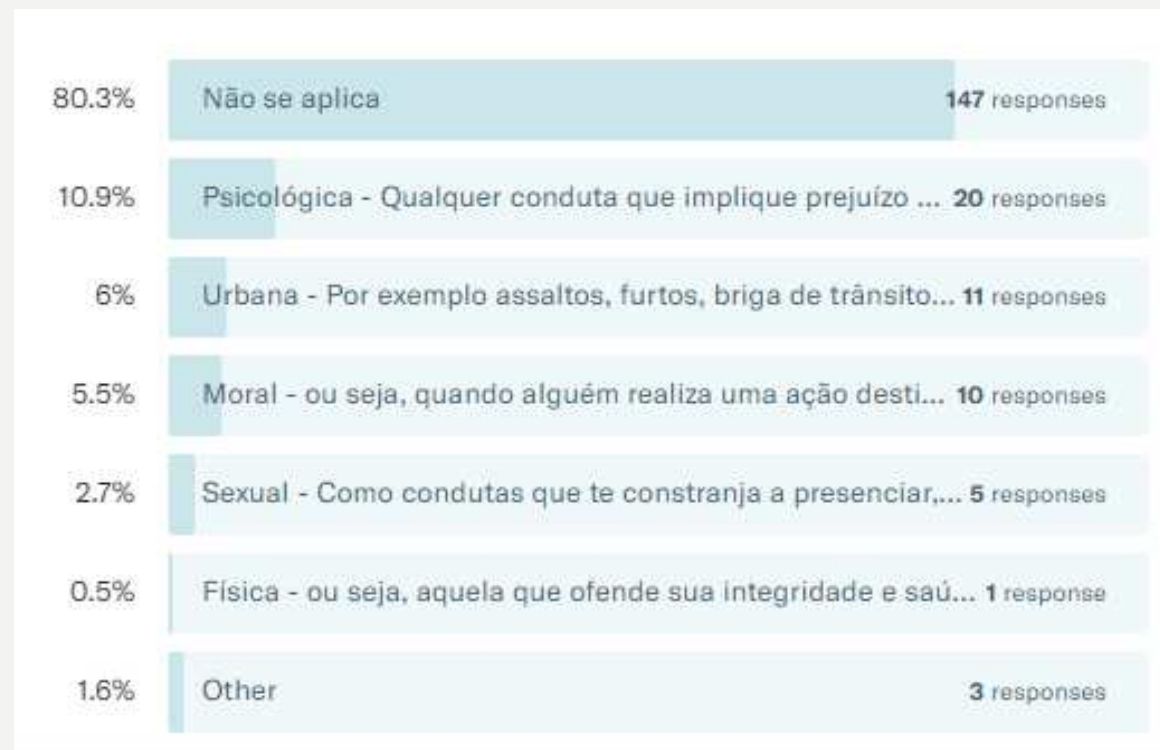 80.3% Não se aplica 147 responses
10.9% Psicológica - Qualquer conduta que implique prejuízo ... 20 responses
6% Urbana - Por exemplo assaltos, furtos, briga de trânsito... 11 responses
5.5% Moral - ou seja, quando alguém realiza uma ação desti... 10 responses
2.7% Sexual - Como condutas que te constranja a presenciar,... 5 responses
0.5% Física - ou seja, aquela que ofende sua integridade e saú... 1 response
1.6% Other 3 responses